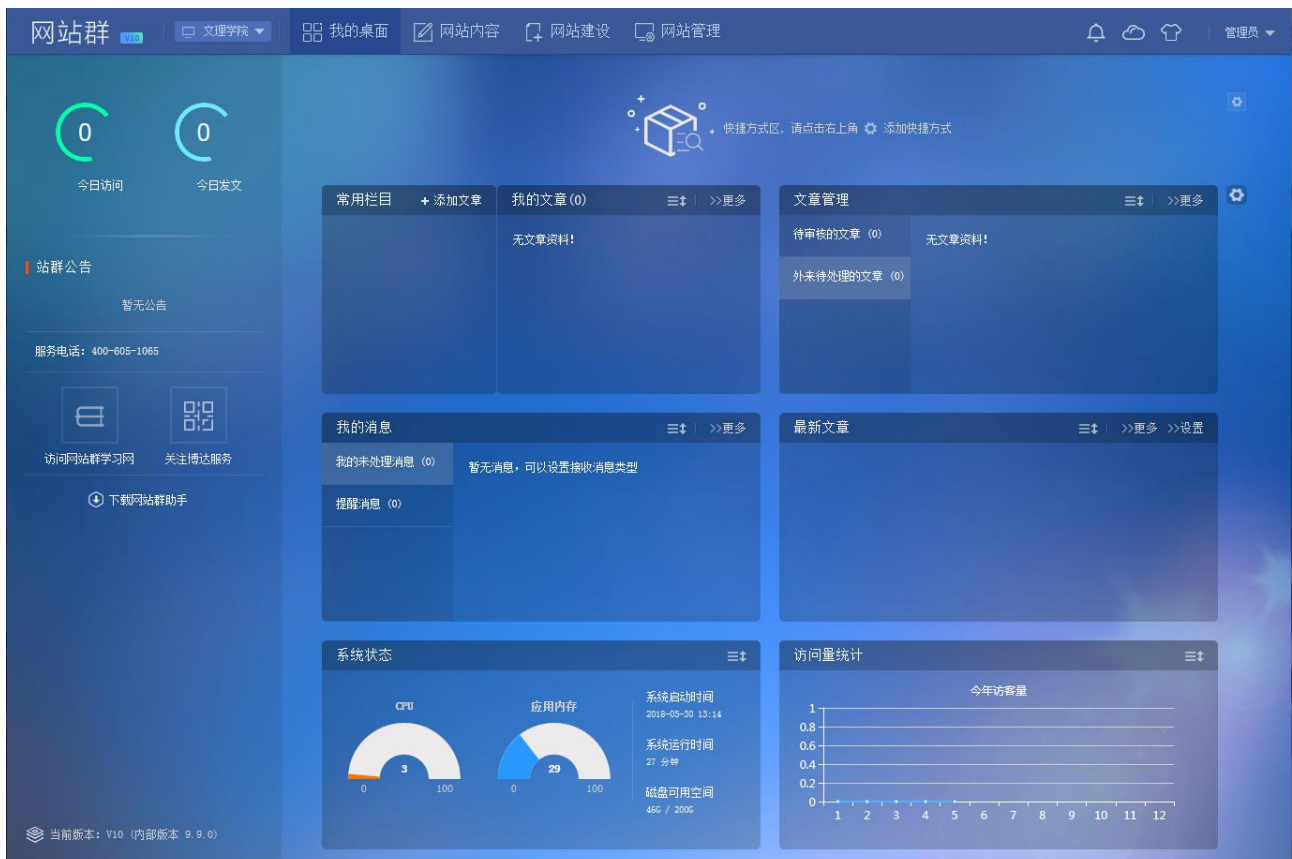 网站群 V10 文理学院 我的桌面 网站内容 网站建设 网站管理 管理员
0 0
今日访问 今日发文
快捷方式区，请点击右上角 添加快捷方式
站群公告
暂无公告
服务电话：400-605-1065
访问网站群学习网 关注博达服务
下载网站群助手
当前版本：V10 (内部版本 9.9.0)
常用栏目 + 添加文章 我的文章(0) >>更多
无文章资料！
文章管理 >>更多
待审核的文章 (0) 无文章资料！
外来待处理的文章 (0)
我的消息 >>更多
我的未处理消息 (0) 暂无消息，可以设置接收消息类型
提醒消息 (0)
最新文章 >>更多 >>设置
系统状态
CPU 应用内存
3 29
0 100 0 100
系统启动时间
2018-05-30 13:14
系统运行时间
27 分钟
磁盘可用空间
46G / 200G
访问量统计
今年访客量
1
0.8
0.6
0.4
0.2
0
1 2 3 4 5 6 7 8 9 10 11 12